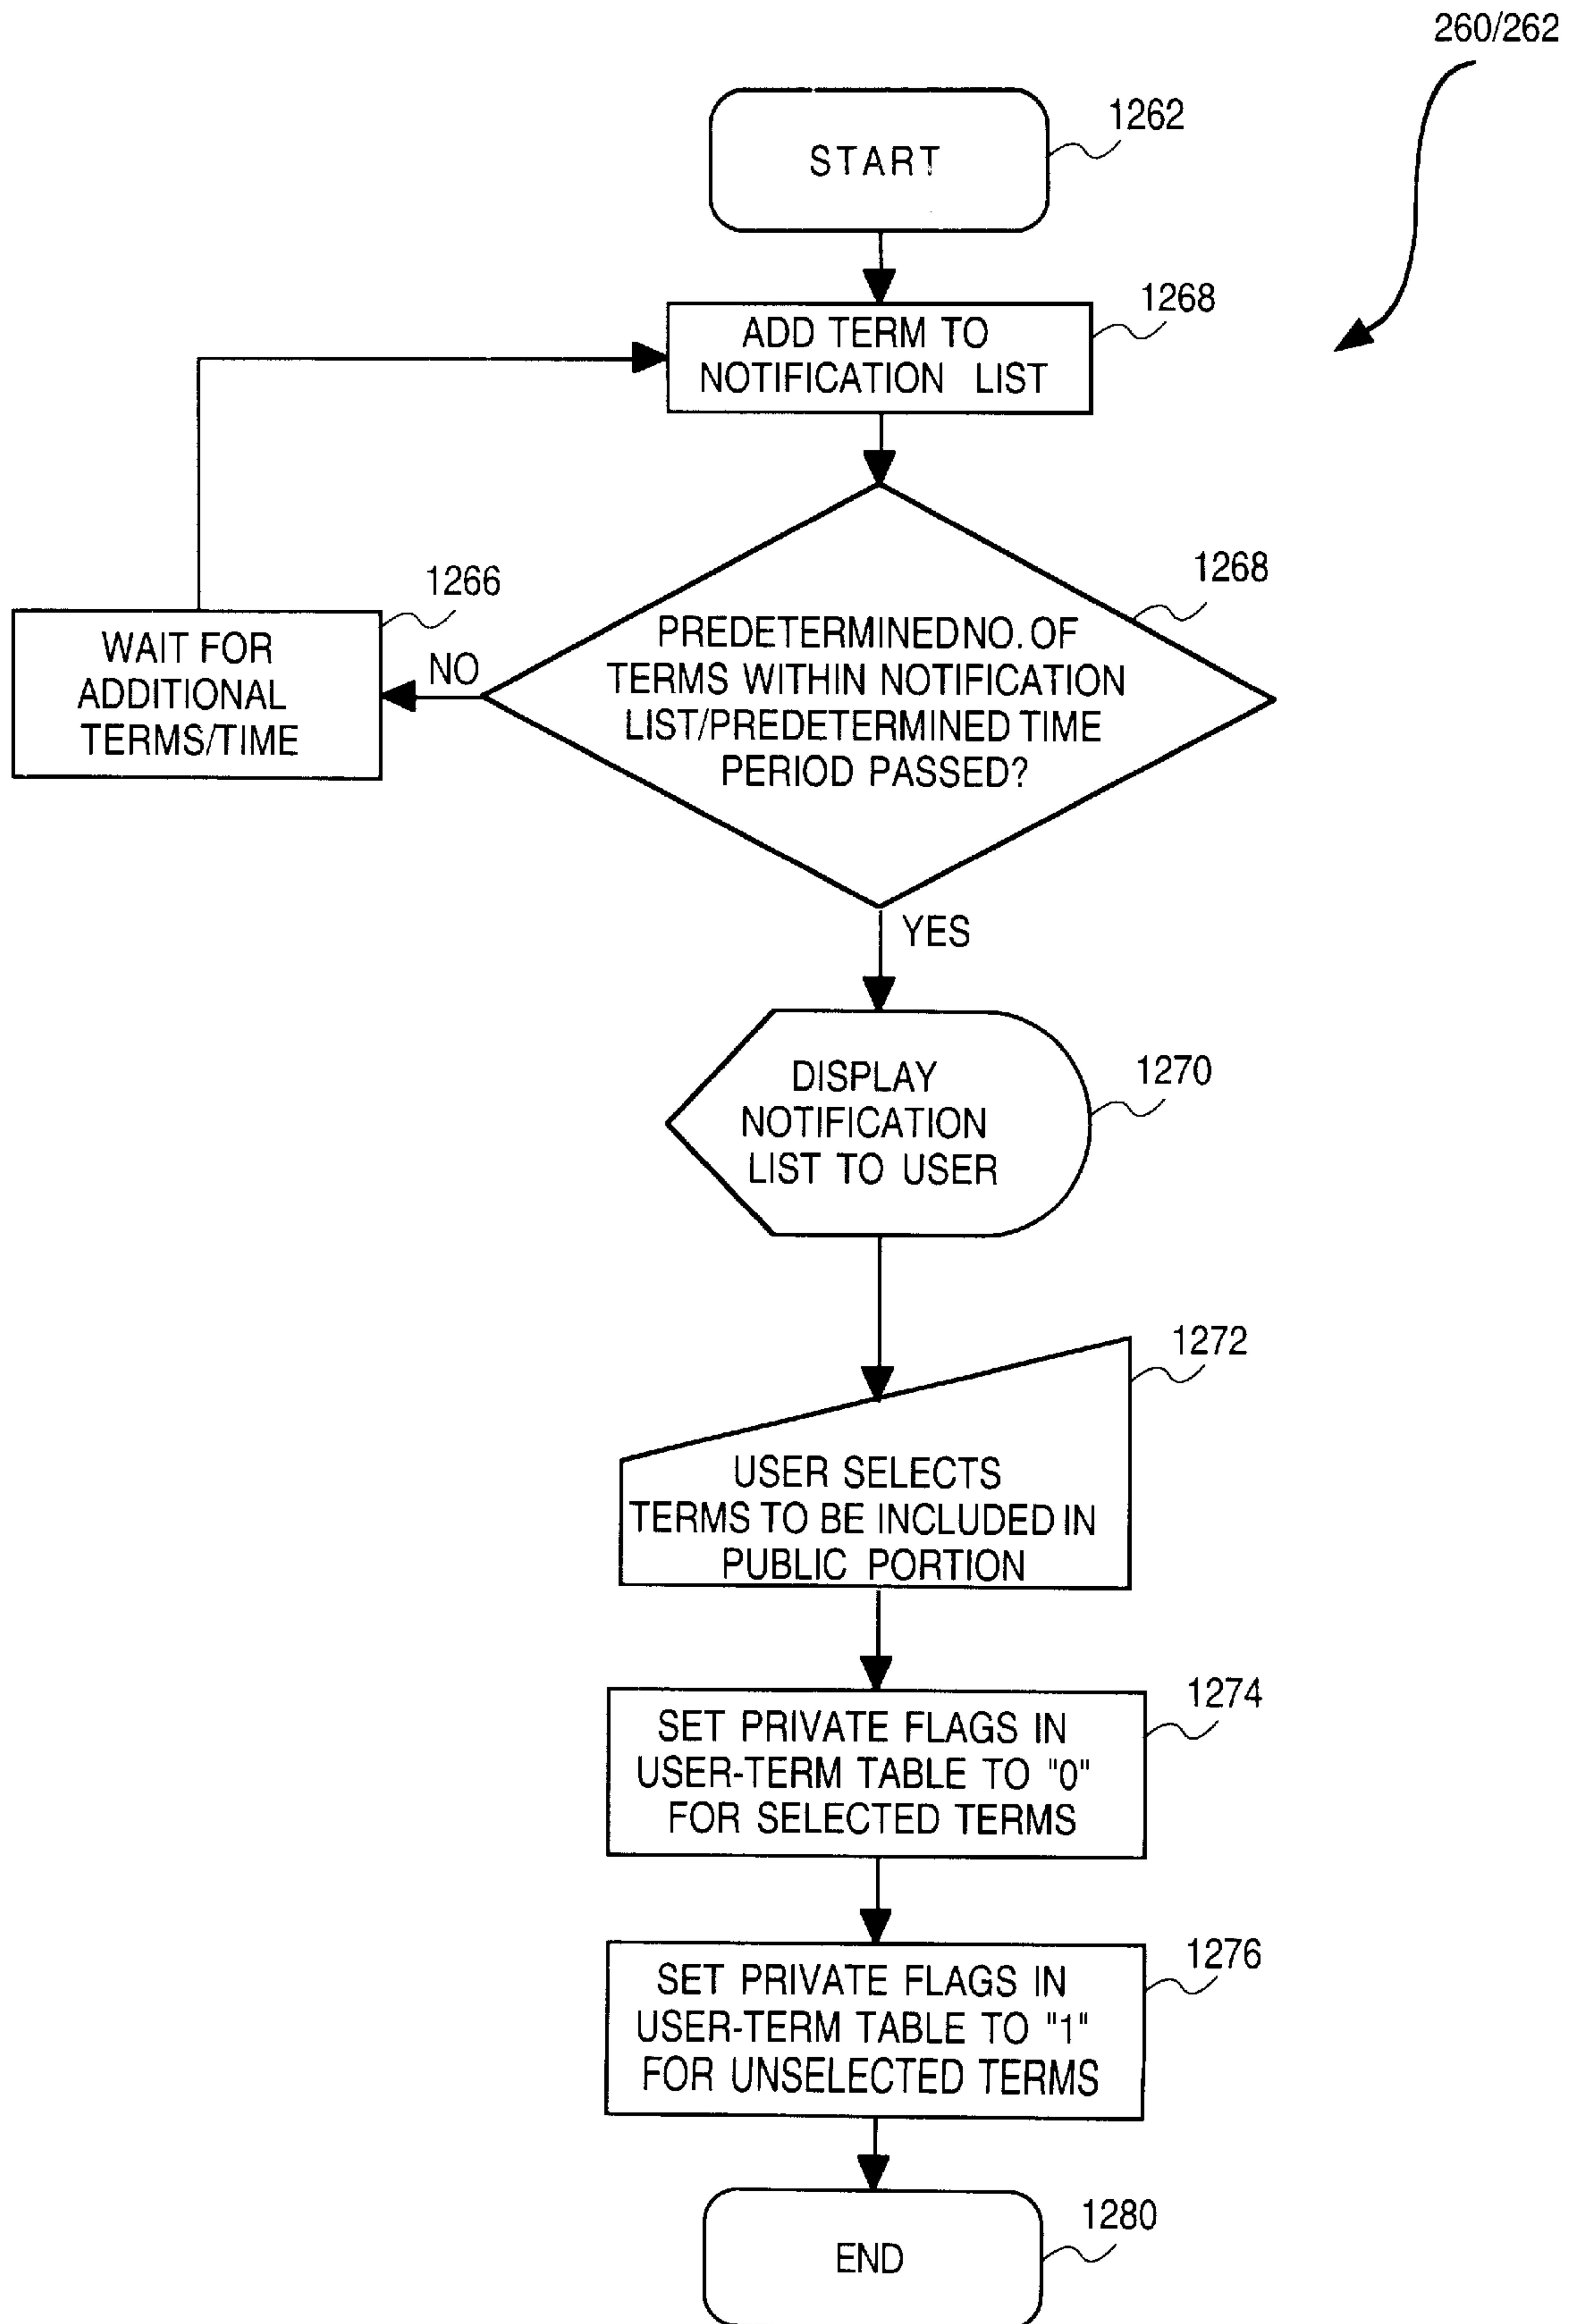 260/262
1262
START
1268
ADD TERM TO
NOTIFICATION LIST
1268
PREDETERMINEDNO. OF
TERMS WITHIN NOTIFICATION
LIST/PREDETERMINED TIME
PERIOD PASSED?
1266
WAIT FOR
ADDITIONAL
TERMS/TIME
NO
YES
1270
DISPLAY
NOTIFICATION
LIST TO USER
1272
USER SELECTS
TERMS TO BE INCLUDED IN
PUBLIC PORTION
1274
SET PRIVATE FLAGS IN
USER-TERM TABLE TO "0"
FOR SELECTED TERMS
1276
SET PRIVATE FLAGS IN
USER-TERM TABLE TO "1"
FOR UNSELECTED TERMS
1280
END